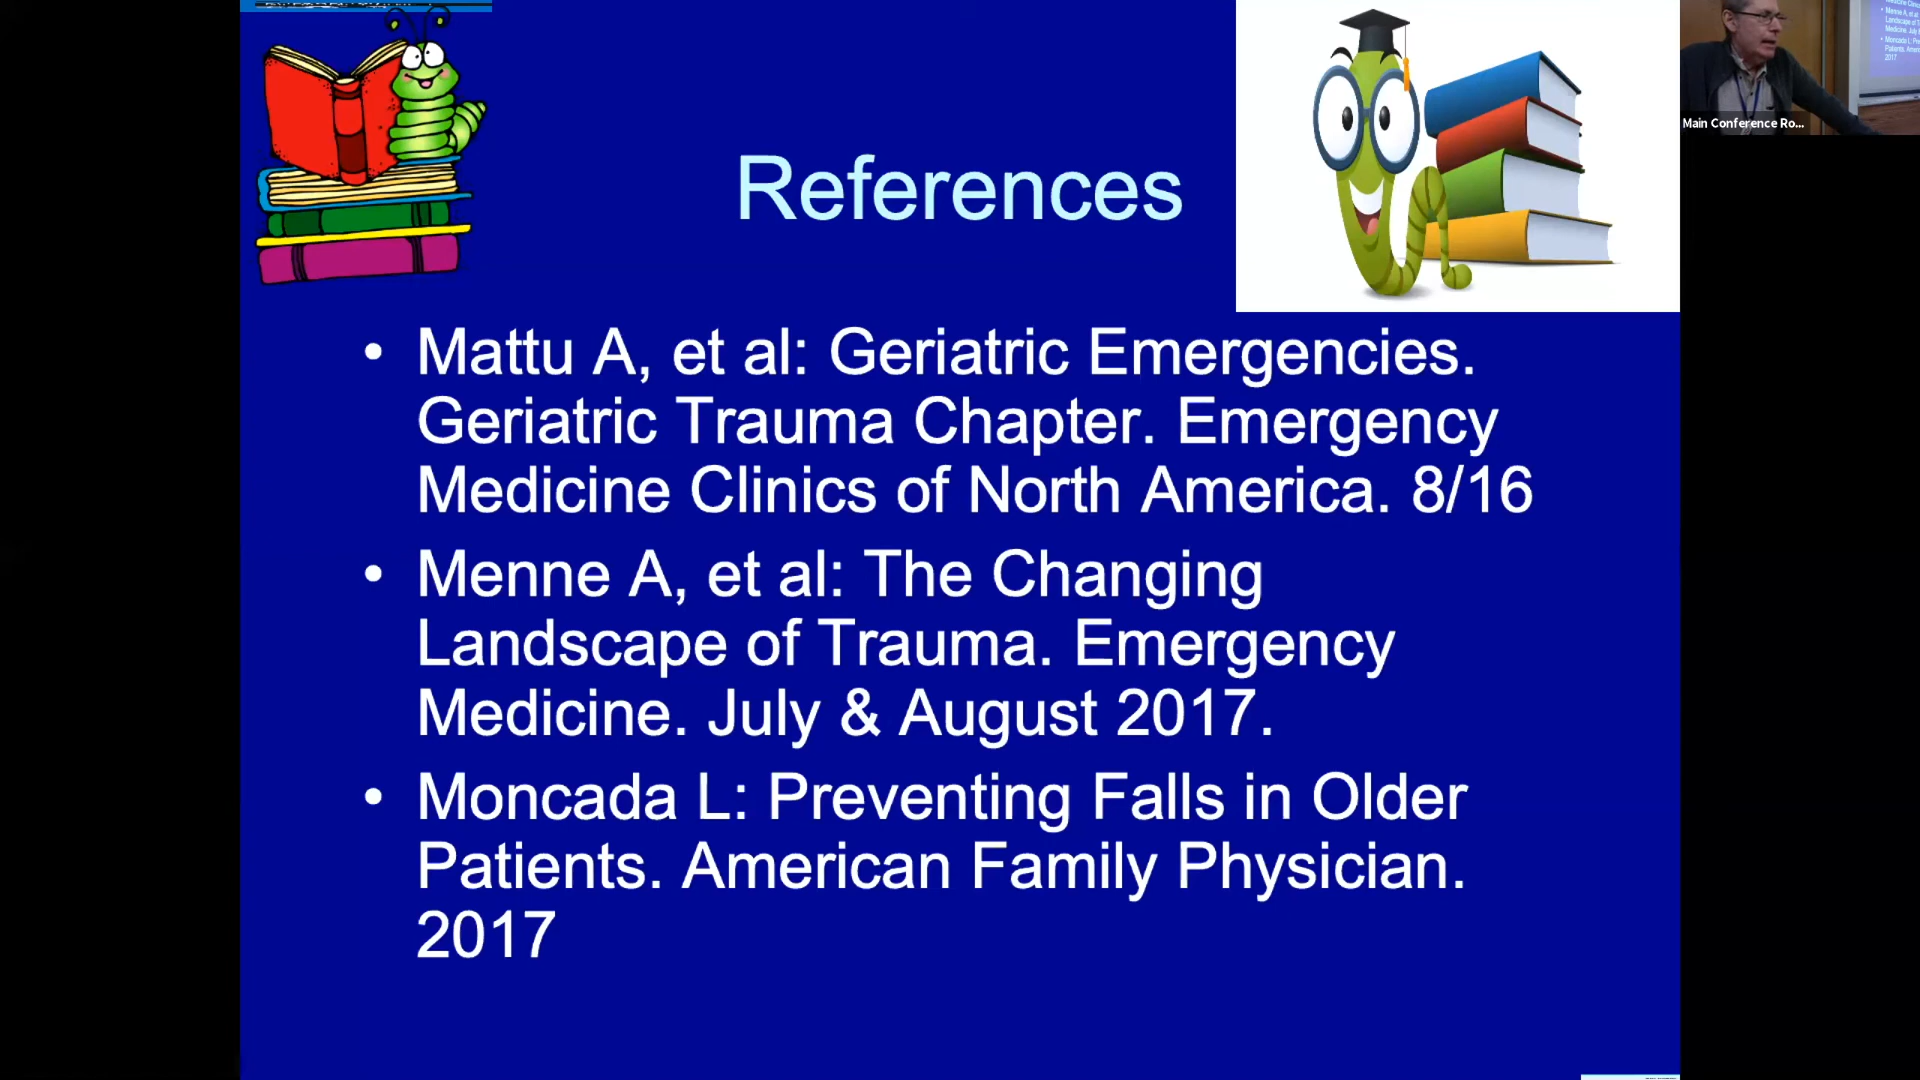 References
• Mattu A, et al: Geriatric Emergencies.
Geriatric Trauma Chapter. Emergency
Medicine Clinics of North America. 8/16
• Menne A, et al: The Changing
Landscape of Trauma. Emergency
Medicine. July & August 2017.
• Moncada L: Preventing Falls in Older
Patients. American Family Physician.
2017
Main Conference Ro...